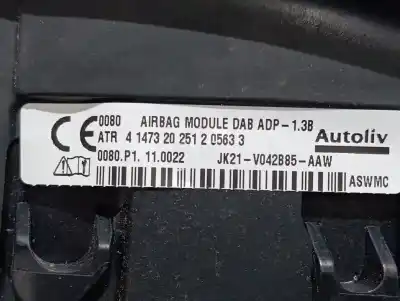 CE 0080 AIRBAG MODULE DAB ADP-1.3B
ATR 4 1473 20 251 2 0563 3
Autoliv
0080.P1. 11.0022 JK21-V042B85-AAW
ASWMC